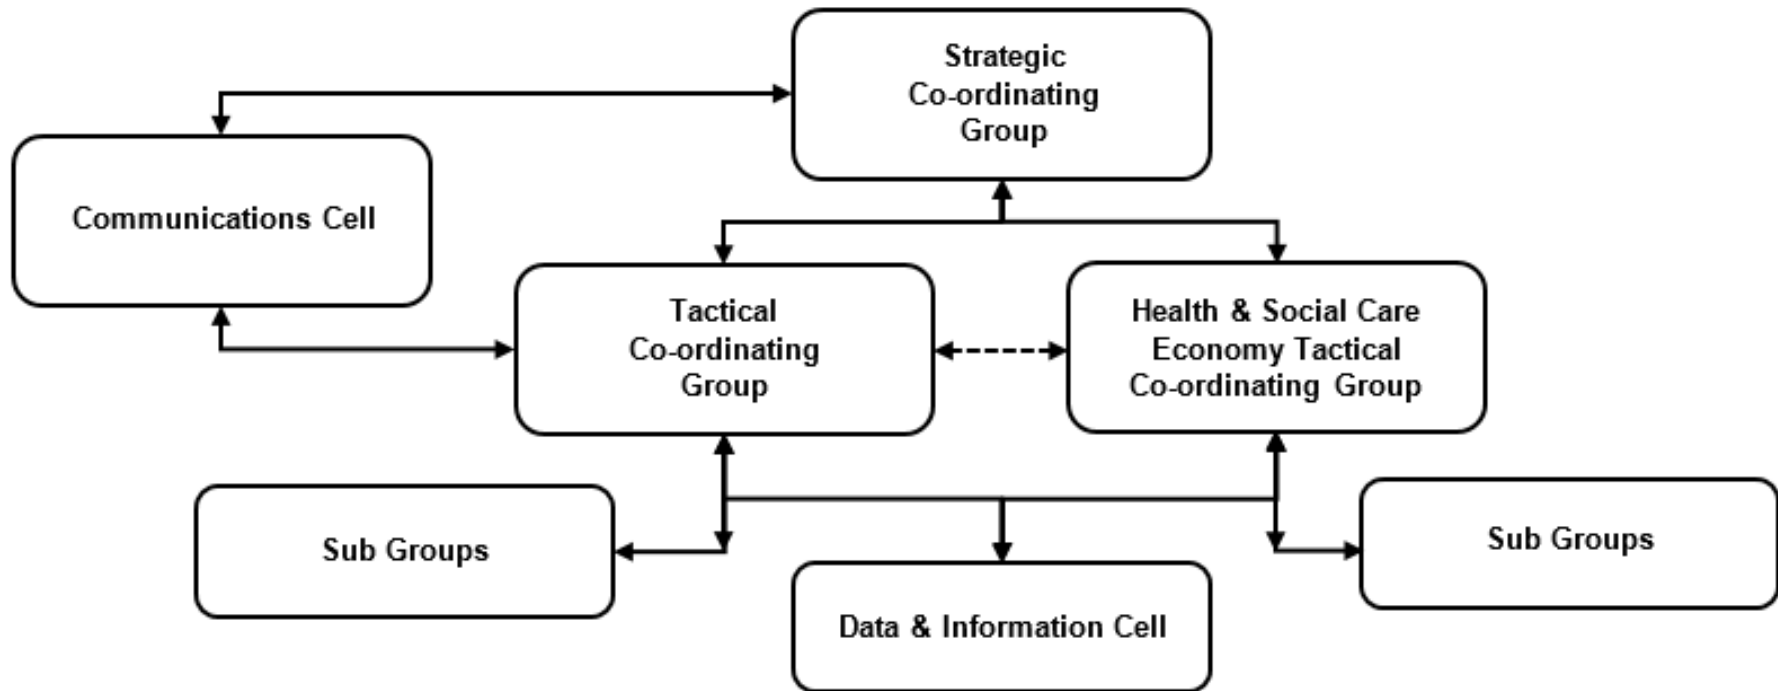 Strategic
Co-ordinating
Group
Communications Cell
Tactical
Co-ordinating
Group
Health & Social Care
Economy Tactical
Co-ordinating Group
Sub Groups
Sub Groups
Data & Information Cell